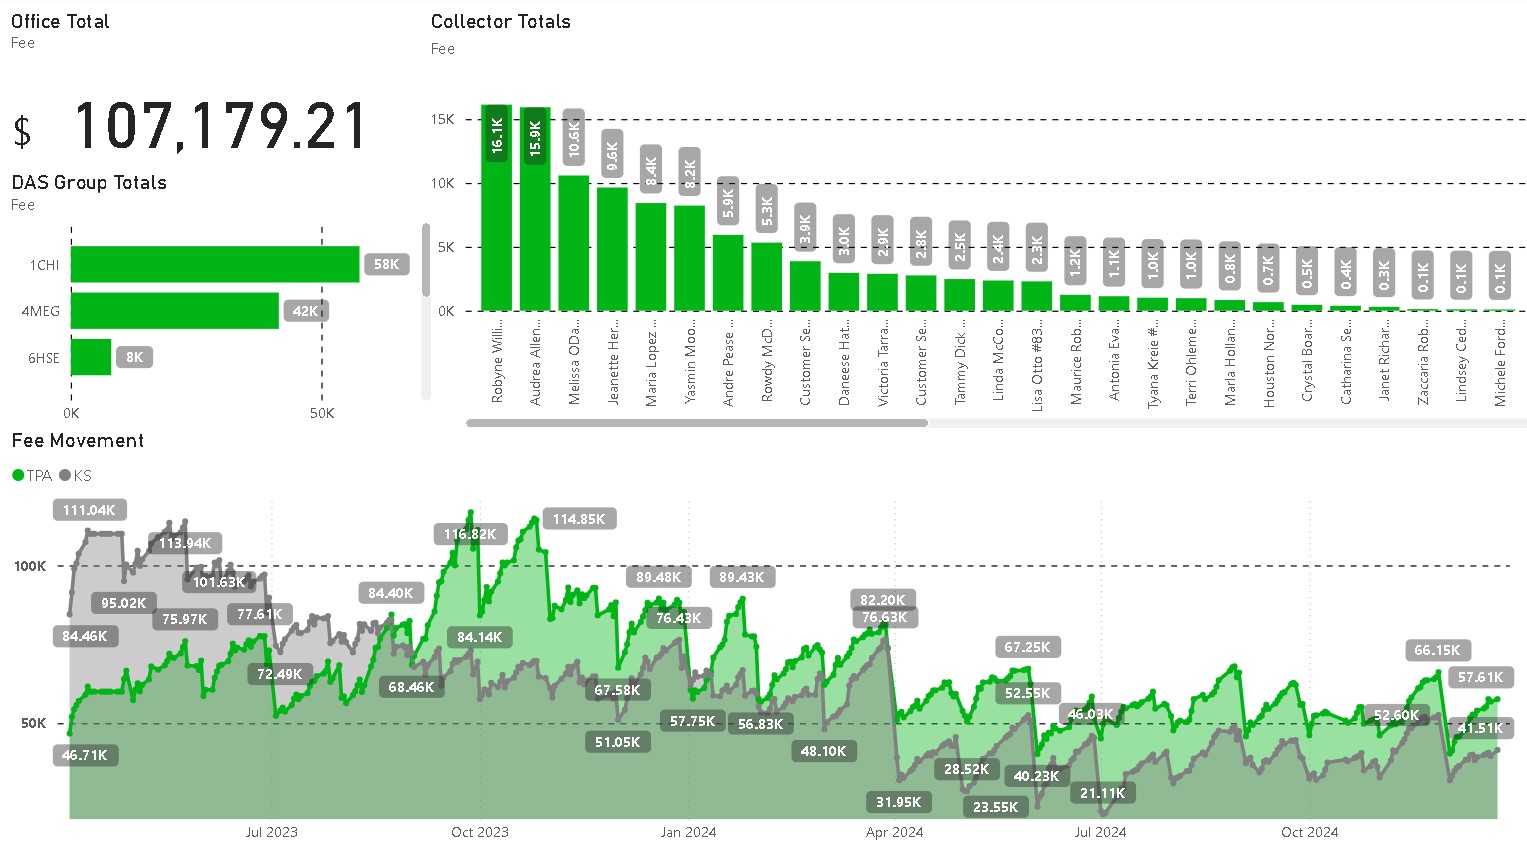 Office Total
Fee
$ 107,179.21
DAS Group Totals
Fee
1CHI 58K
4MEG 42K
6HSE 8K
0K 50K
Collector Totals
Fee
15K
10K
5K
0K
16.1K 15.9K 10.6K 9.6K 8.4K 8.2K 5.9K 5.3K 3.9K 3.0K 2.9K 2.8K 2.5K 2.4K 2.3K 1.2K 1.1K 1.0K 1.0K 0.8K 0.7K 0.5K 0.4K 0.3K 0.1K 0.1K 0.1K
Robyne Willi...
Audrea Allen...
Melissa ODa...
Jeanette Her...
Maria Lopez ...
Yasmin Moo...
Andre Pease ...
Rowdy McD...
Customer Se...
Daneese Hat...
Victoria Tarra...
Customer Se...
Tammy Dick ...
Linda McCo...
Lisa Otto #83...
Maurice Rob...
Antonia Eva...
Tyana Kreie #...
Terri Ohleme...
Marla Hollan...
Houston Nor...
Crystal Boar...
Catharina Se...
Janet Richar...
Zaccaria Rob...
Lindsey Ced...
Michele Ford...
Fee Movement
TPA KS
100K
50K
111.04K
84.46K
46.71K
95.02K
113.94K
75.97K
101.63K
77.61K
72.49K
84.40K
68.46K
116.82K
84.14K
114.85K
67.58K
51.05K
89.48K
76.43K
57.75K
89.43K
56.83K
48.10K
82.20K
76.63K
31.95K
28.52K
23.55K
67.25K
52.55K
40.23K
46.03K
21.11K
52.60K
66.15K
57.61K
41.51K
Jul 2023 Oct 2023 Jan 2024 Apr 2024 Jul 2024 Oct 2024